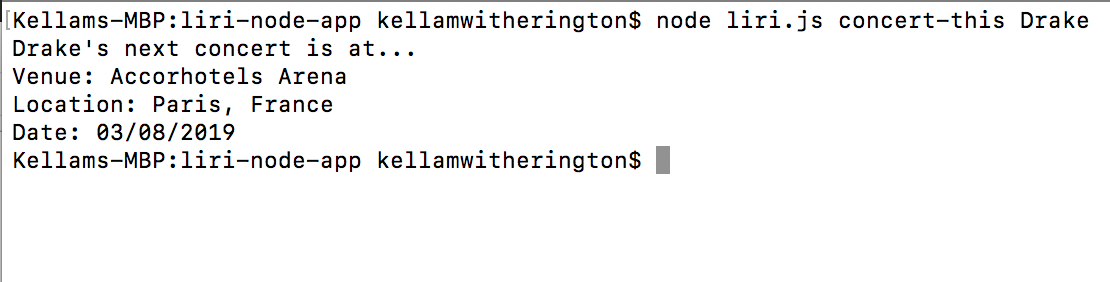 [Kellams-MBP:liri-node-app kellamwitherington$ node liri.js concert-this Drake
Drake's next concert is at...
Venue: Accorhotels Arena
Location: Paris, France
Date: 03/08/2019
Kellams-MBP:liri-node-app kellamwitherington$